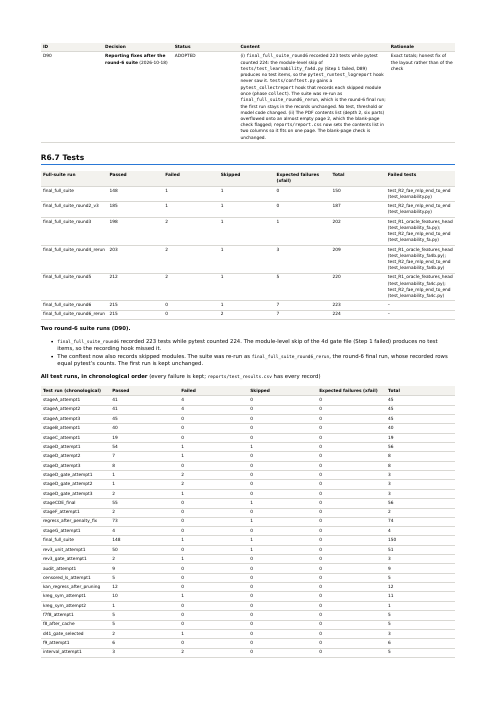 ID Decision Status Content Rationale
D90 Reporting fixes after the ADOPTED (i) final_full_suite_round6 recorded 223 tests while pytest Exact totals; honest fix of
round-6 suite (2026-10-18) counted 224: the module-level skip of the layout rather than of the
tests/test_learnability_fa4d.py (Step 1 failed, D89) check
produces no test items, so the pytest_runtest_logreport hook
never saw it. tests/conftest.py gains a
pytest_collectreport hook that records each skipped module
once (phase collect). The suite was re-run as
final_full_suite_round6_rerun, which is the round-6 final run;
the first run stays in the records unchanged. No test, threshold
or model code changed. (ii) The PDF contents list (depth 2, six parts)
overflowed onto an almost empty page 2, which the blank-page
check flagged; reports/report.css now sets the contents list in
two columns so it fits on one page. The blank-page check is
unchanged.
R6.7 Tests
Full-suite run Passed Failed Skipped Expected failures (xfail) Total Failed tests
final_full_suite 148 1 1 0 150 test_R2_fae_mlp_end_to_end
(test_learnability.py)
final_full_suite_round2_v3 185 1 1 0 187 test_R2_fae_mlp_end_to_end
(test_learnability.py)
final_full_suite_round3 198 2 1 1 202 test_R1_oracle_features_head
(test_learnability_fa.py);
test_R2_fae_mlp_end_to_end
(test_learnability_fa.py)
final_full_suite_round4_rerun 203 2 1 3 209 test_R1_oracle_features_head
(test_learnability_fa4b.py);
test_R2_fae_mlp_end_to_end
(test_learnability_fa4b.py)
final_full_suite_round5 212 2 1 5 220 test_R1_oracle_features_head
(test_learnability_fa4c.py);
test_R2_fae_mlp_end_to_end
(test_learnability_fa4c.py)
final_full_suite_round6 215 0 1 7 223 -
final_full_suite_round6_rerun 215 0 2 7 224 -
Two round-6 suite runs (D90).
• final_full_suite_round6 recorded 223 tests while pytest counted 224. The module-level skip of the 4d gate file (Step 1 failed) produces no test
items, so the recording hook missed it.
• The conftest now also records skipped modules. The suite was re-run as final_full_suite_round6_rerun, the round-6 final run, whose recorded rows
equal pytest's counts. The first run is kept unchanged.
All test runs, in chronological order (every failure is kept; reports/test_results.csv has every record)
Test run (chronological) Passed Failed Skipped Expected failures (xfail) Total
stageA_attempt1 41 4 0 0 45
stageA_attempt2 41 4 0 0 45
stageA_attempt3 45 0 0 0 45
stageB_attempt1 40 0 0 0 40
stageC_attempt1 19 0 0 0 19
stageD_attempt1 54 1 1 0 56
stageD_attempt2 7 1 0 0 8
stageD_attempt3 8 0 0 0 8
stageD_gate_attempt1 1 2 0 0 3
stageD_gate_attempt2 1 2 0 0 3
stageD_gate_attempt3 2 1 0 0 3
stageCDE_final 55 0 1 0 56
stageF_attempt1 2 0 0 0 2
regress_after_penalty_fix 73 0 1 0 74
stageG_attempt1 4 0 0 0 4
final_full_suite 148 1 1 0 150
rev3_unit_attempt1 50 0 1 0 51
rev3_gate_attempt1 2 1 0 0 3
audit_attempt1 9 0 0 0 9
censored_ls_attempt1 5 0 0 0 5
kan_regress_after_pruning 12 0 0 0 12
kreg_sym_attempt1 10 1 0 0 11
kreg_sym_attempt2 1 0 0 0 1
f7f8_attempt1 5 0 0 0 5
f8_after_cache 5 0 0 0 5
d41_gate_selected 2 1 0 0 3
f9_attempt1 6 0 0 0 6
interval_attempt1 3 2 0 0 5